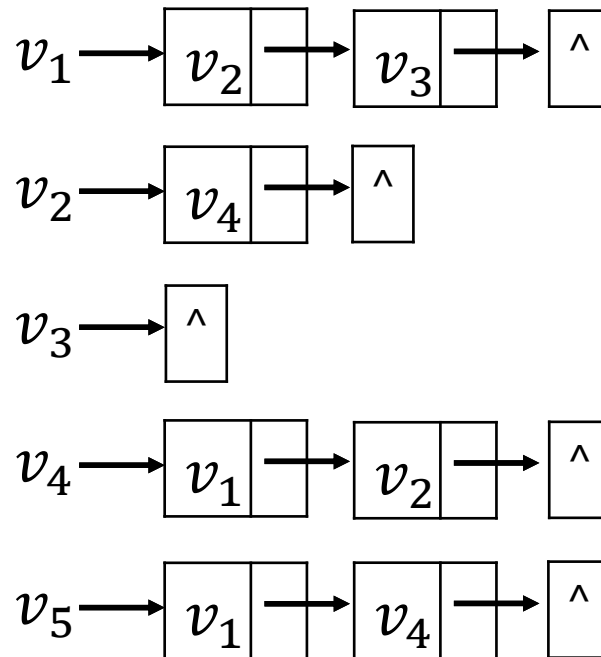 v₁ v₂ v₃ ^
v₂ v₄ ^
v₃ ^
v₄ v₁ v₂ ^
v₅ v₁ v₄ ^